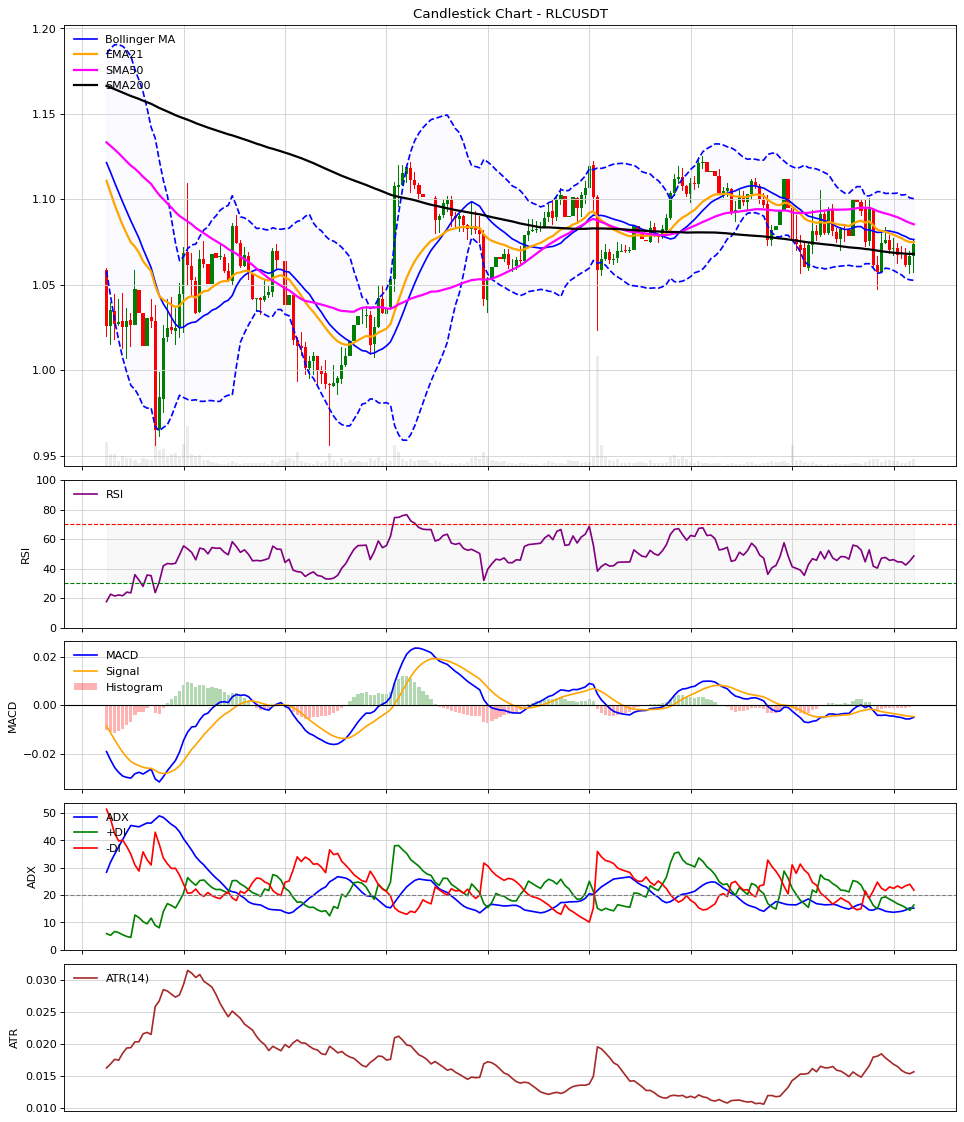 Candlestick Chart - RLCUSDT
1.20
Bollinger MA
EMA21
SMA50
SMA200
1.15
1.10
1.05
1.00
0.95
100
RSI
80
60
RSI
40
20
0
MACD
0.02
Signal
Histogram
0.00
MACD
−0.02
ADX
50
+DI
40
-DI
30
ADX
20
10
0
ATR(14)
0.030
0.025
0.020
ATR
0.015
0.010